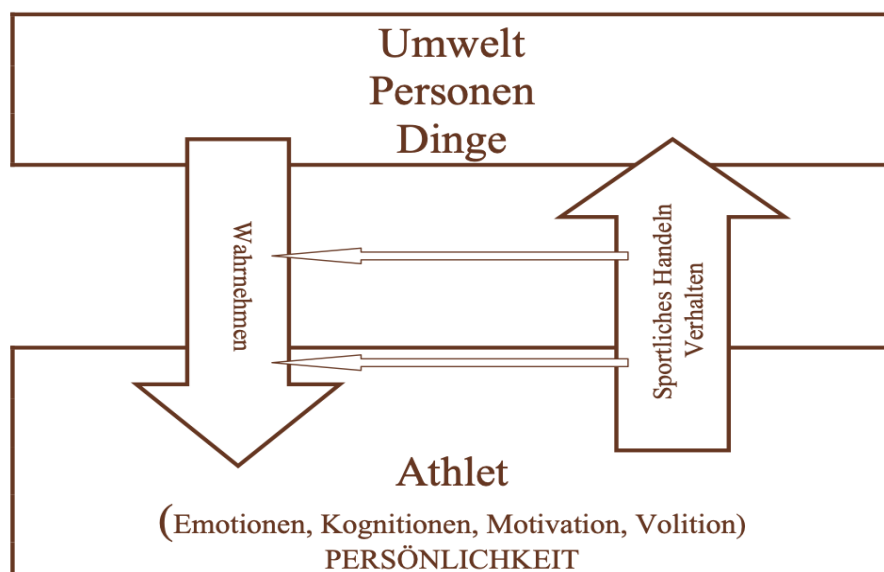 Umwelt
Personen
Dinge
Wahrnehmen
Sportliches Handeln
Verhalten
Athlet
(Emotionen, Kognitionen, Motivation, Volition)
PERSÖNLICHKEIT